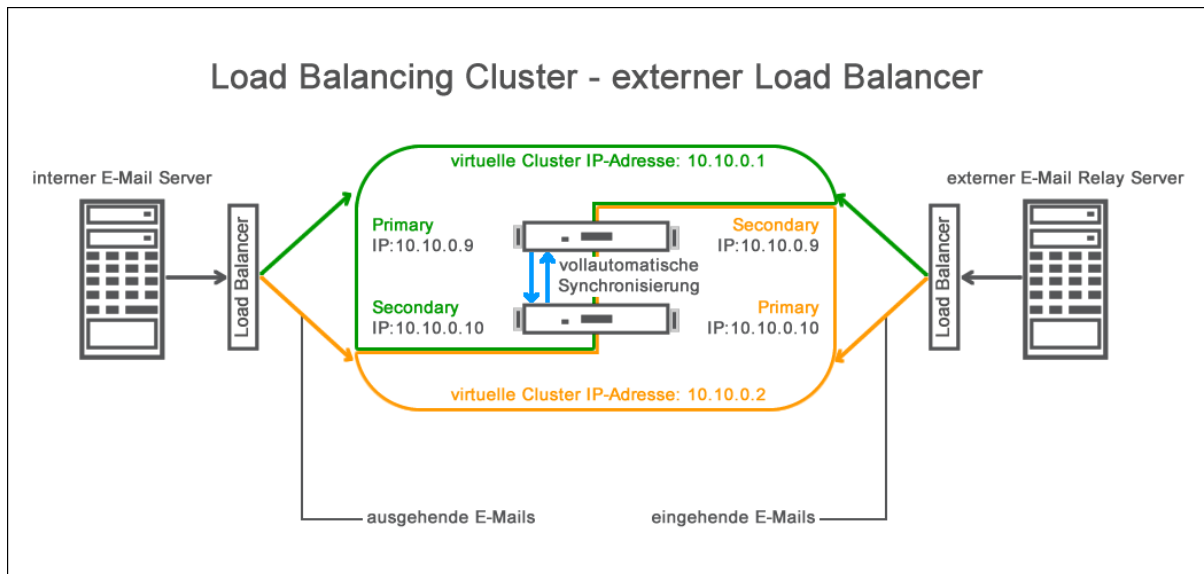 Load Balancing Cluster - externer Load Balancer
virtuelle Cluster IP-Adresse: 10.10.0.1
interner E-Mail Server
externer E-Mail Relay Server
Load Balancer
Primary
IP:10.10.0.9
Secondary
IP:10.10.0.9
vollautomatische
Synchronisierung
Secondary
IP:10.10.0.10
Primary
IP:10.10.0.10
Load Balancer
virtuelle Cluster IP-Adresse: 10.10.0.2
ausgehende E-Mails
eingehende E-Mails